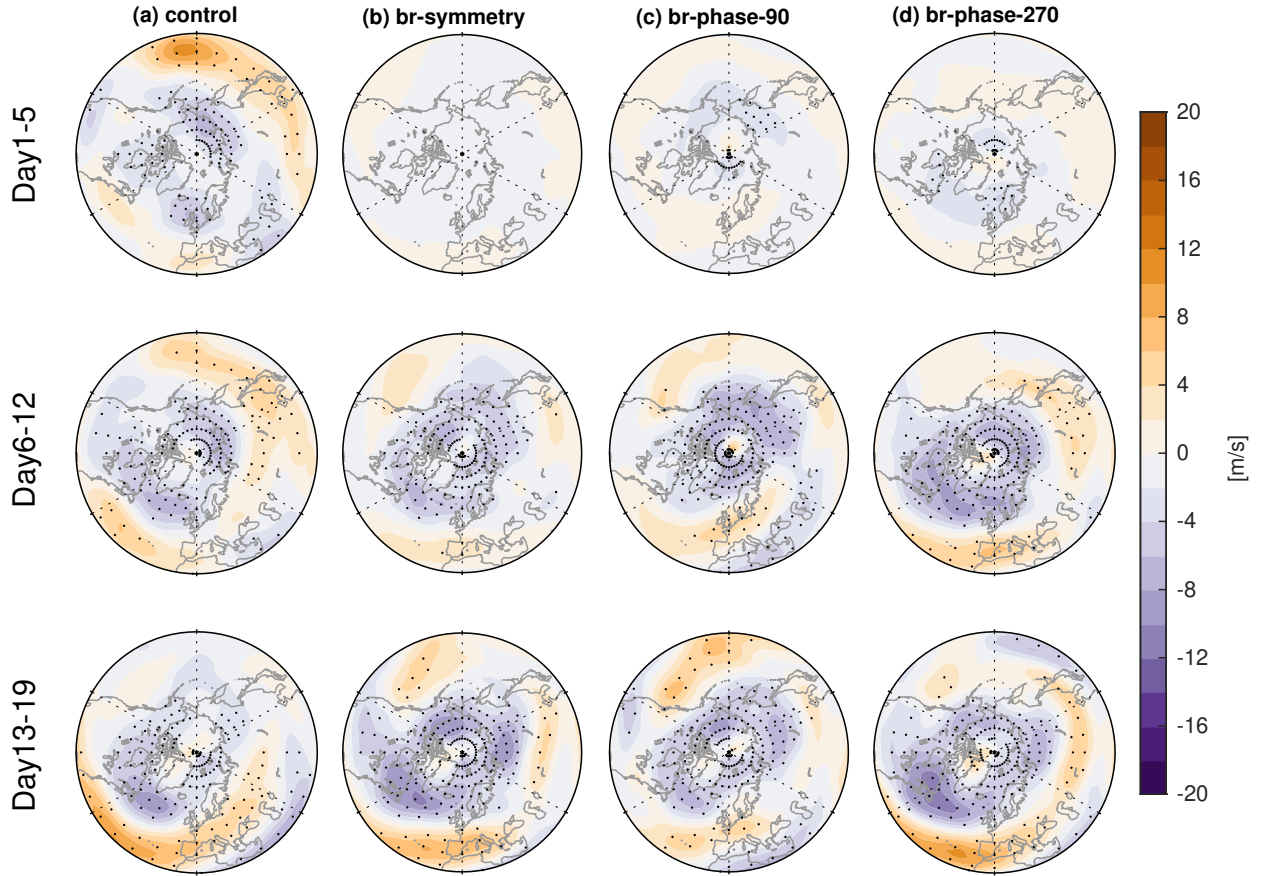 (a) control
(b) br-symmetry
(c) br-phase-90
(d) br-phase-270
Day1-5
Day6-12
Day13-19
20
16
12
8
4
0
-4
-8
-12
-16
-20
[m/s]